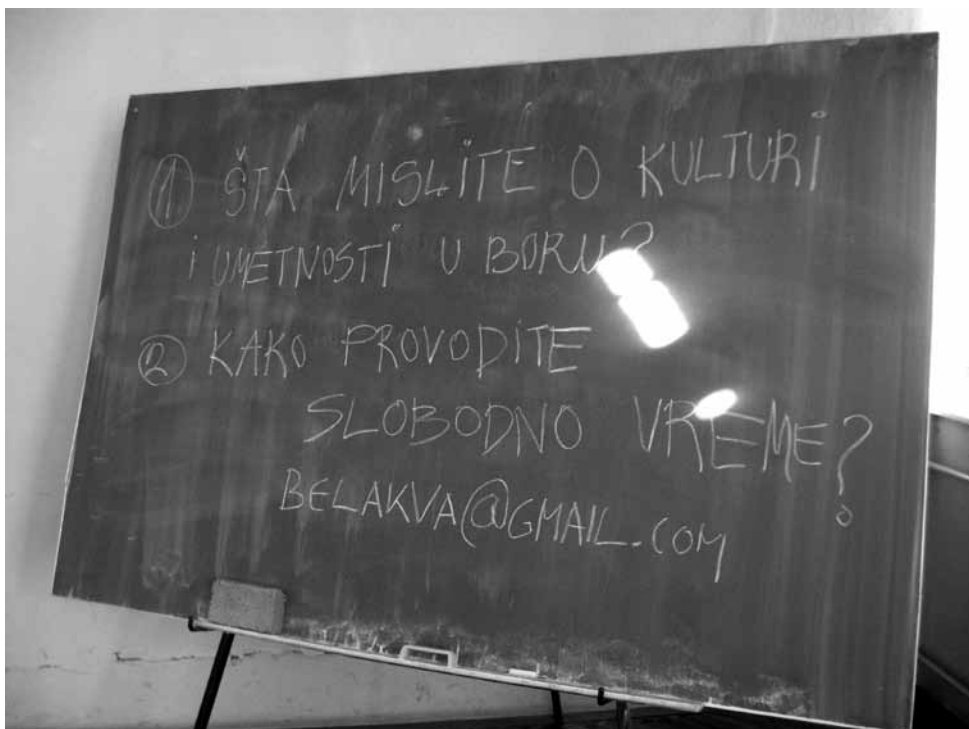 1. ŠTA MISLITE O KULTURI
i UMETNOSTI U BORU?
2 KAKO PROVODITE
SLOBODNO VREME?
BELAKVA@GMAIL.COM